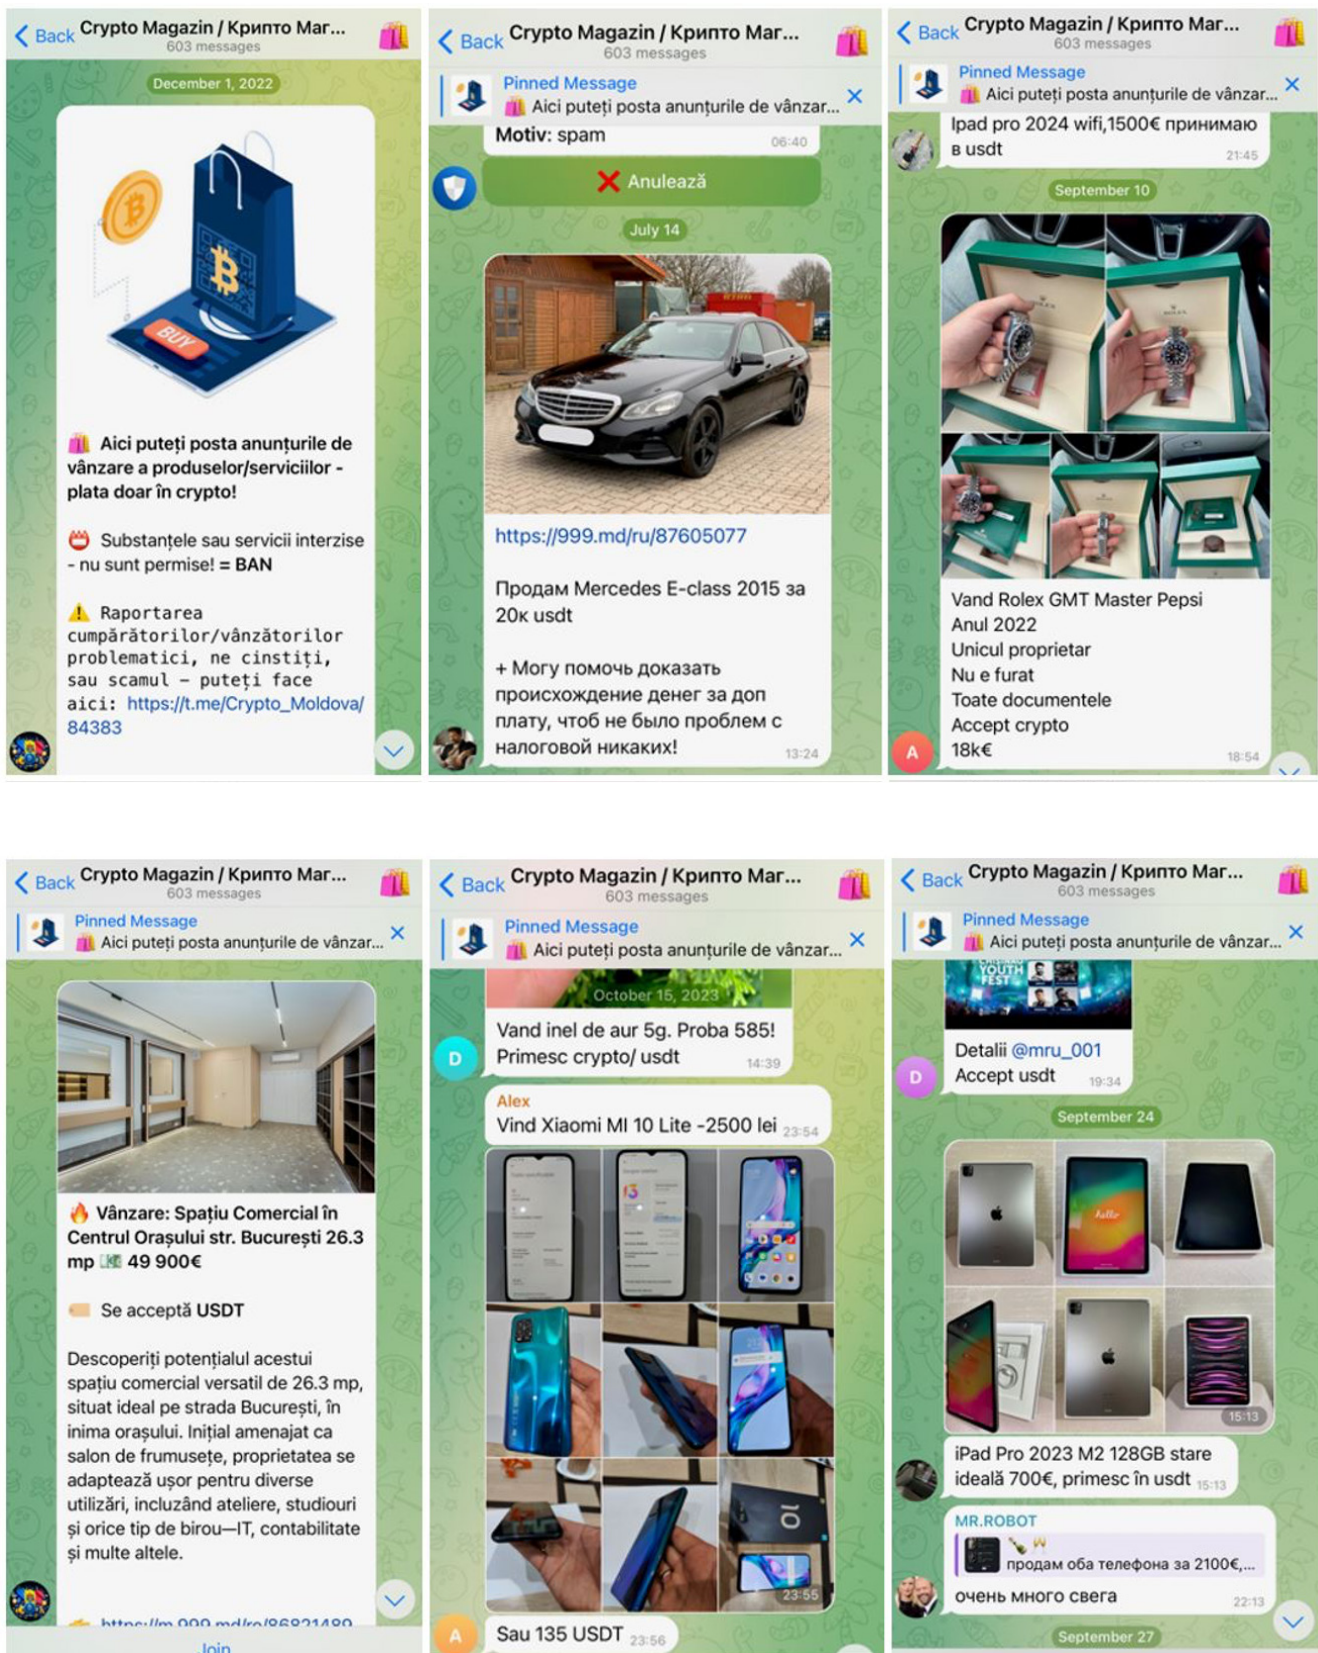 Back
Crypto Magazin / Крипто Маг...
603 messages
December 1, 2022
BUY
🛍 Aici puteți posta anunțurile de
vânzare a produselor/serviciilor -
plata doar în crypto!
Substanțele sau servicii interzise
- nu sunt permise! = BAN
⚠️ Raportarea
cumpărătorilor/vânzătorilor
problematici, ne cinstiți,
sau scamul – puteți face
aici: https://t.me/Crypto_Moldova/
84383
Back
Crypto Magazin / Крипто Маг...
603 messages
Pinned Message
🛍 Aici puteți posta anunțurile de vânzar...
Motiv: spam
06:40
❌ Anulează
July 14
https://999.md/ru/87605077
Продам Mercedes E-class 2015 за
20к usdt
+ Могу помочь доказать
происхождение денег за доп
плату, чтоб не было проблем с
налоговой никаких!
13:24
Back
Crypto Magazin / Крипто Маг...
603 messages
Pinned Message
🛍 Aici puteți posta anunțurile de vânzar...
Ipad pro 2024 wifi,1500€ принимаю
в usdt
21:45
September 10
ROLEX
Vand Rolex GMT Master Pepsi
Anul 2022
Unicul proprietar
Nu e furat
Toate documentele
Accept crypto
18k€
18:54
A
Back
Crypto Magazin / Крипто Маг...
603 messages
Pinned Message
🛍 Aici puteți posta anunțurile de vânzar...
🔥 Vânzare: Spațiu Comercial în
Centrul Orașului str. București 26.3
mp 💶 49 900€
Se acceptă USDT
Descoperiți potențialul acestui
spațiu comercial versatil de 26.3 mp,
situat ideal pe strada București, în
inima orașului. Inițial amenajat ca
salon de frumusețe, proprietatea se
adaptează ușor pentru diverse
utilizări, incluzând ateliere, studiouri
și orice tip de birou—IT, contabilitate
și multe altele.
https://m.999.md/ro/86821489
Join
Back
Crypto Magazin / Крипто Маг...
603 messages
Pinned Message
🛍 Aici puteți posta anunțurile de vânzar...
October 15, 2023
Vand inel de aur 5g. Proba 585!
Primesc crypto/ usdt
14:39
D
Alex
Vind Xiaomi MI 10 Lite -2500 lei
23:54
23:55
Sau 135 USDT
23:56
A
Back
Crypto Magazin / Крипто Маг...
603 messages
Pinned Message
🛍 Aici puteți posta anunțurile de vânzar...
YOUTH
FEST
Detalii @mru_001
Accept usdt
19:34
D
September 24
hello
15:13
iPad Pro 2023 M2 128GB stare
ideală 700€, primesc în usdt
15:13
MR.ROBOT
🍾 🥂
продам оба телефона за 2100€,...
очень много свега
22:13
September 27